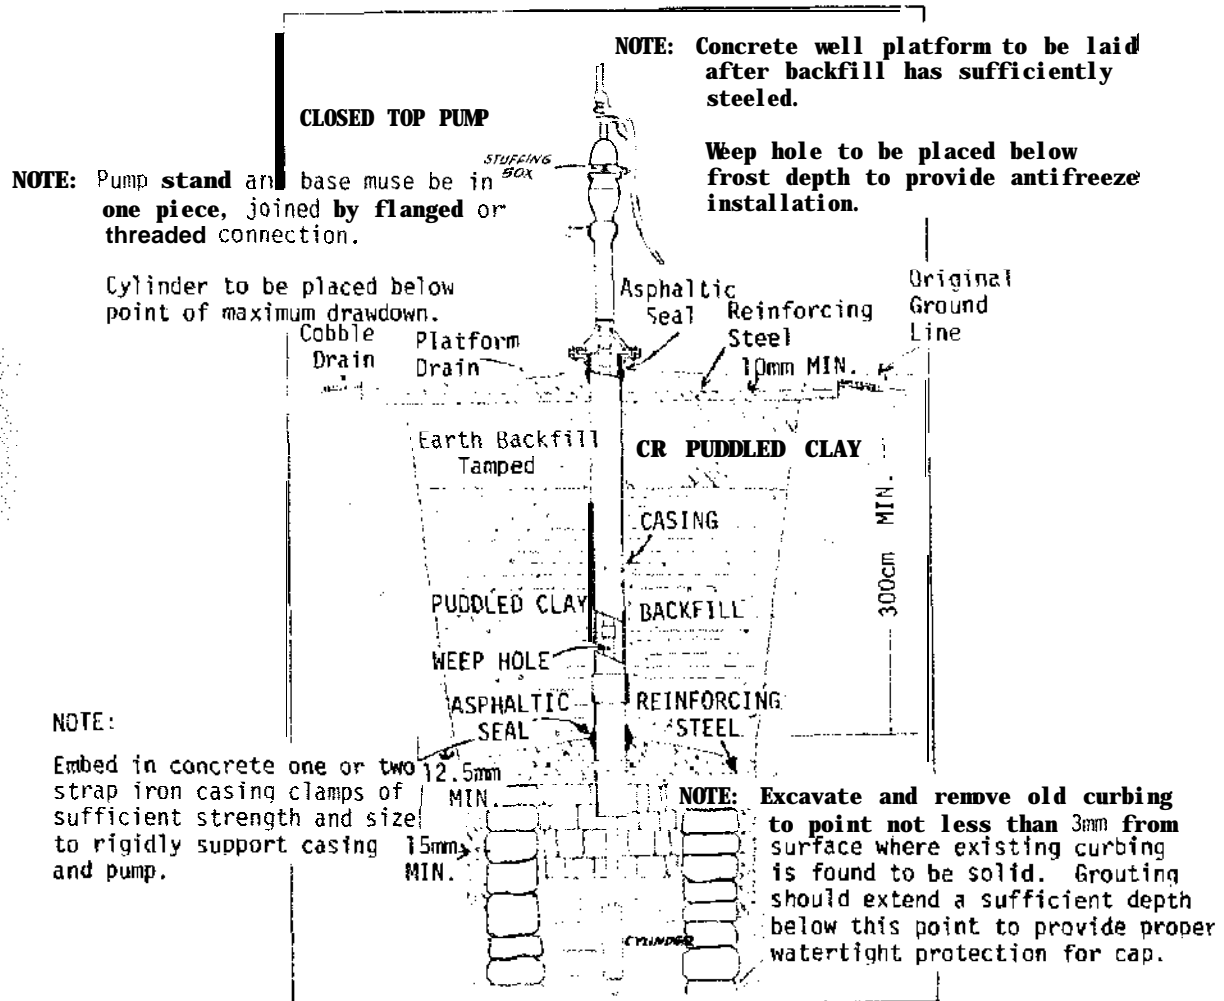 NOTE: Concrete well platform to be laid
after backfill has sufficiently
steeled.
CLOSED TOP PUMP
Weep hole to be placed below
frost depth to provide antifreeze
installation.
STUFFING
BOX
NOTE: Pump stand and base muse be in
one piece, joined by flanged or
threaded connection.
Cylinder to be placed below
point of maximum drawdown.
Asphaltic
Seal
Original
Ground
Line
Reinforcing
Steel
Cobble
Drain
Platform
Drain
10mm MIN.
Earth Backfill
Tamped
CR PUDDLED CLAY
300cm MIN.
CASING
PUDDLED CLAY
BACKFILL
WEEP HOLE
ASPHALTIC
SEAL
REINFORCING
STEEL
NOTE:
Embed in concrete one or two
strap iron casing clamps of
sufficient strength and size
to rigidly support casing
and pump.
12.5mm
MIN.
15mm
MIN.
NOTE: Excavate and remove old curbing
to point not less than 3mm from
surface where existing curbing
is found to be solid. Grouting
should extend a sufficient depth
below this point to provide proper
watertight protection for cap.
CYLINDER